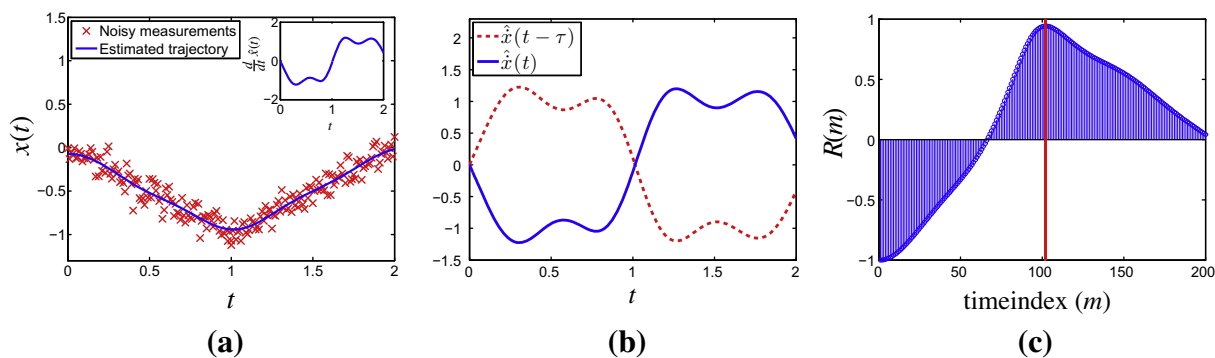 1.5
1
0.5
0
−0.5
−1
0
0.5
1
1.5
2
x(t)
t
Noisy measurements
Estimated trajectory
2
0
−2
0
1
2
d/dt x̂(t)
t
(a)
2
1.5
1
0.5
0
−0.5
−1
−1.5
0
0.5
1
1.5
2
x̂̇(t − τ)
x̂̇(t)
t
(b)
1
0.5
0
−0.5
−1
0
50
100
150
200
R(m)
timeindex (m)
(c)